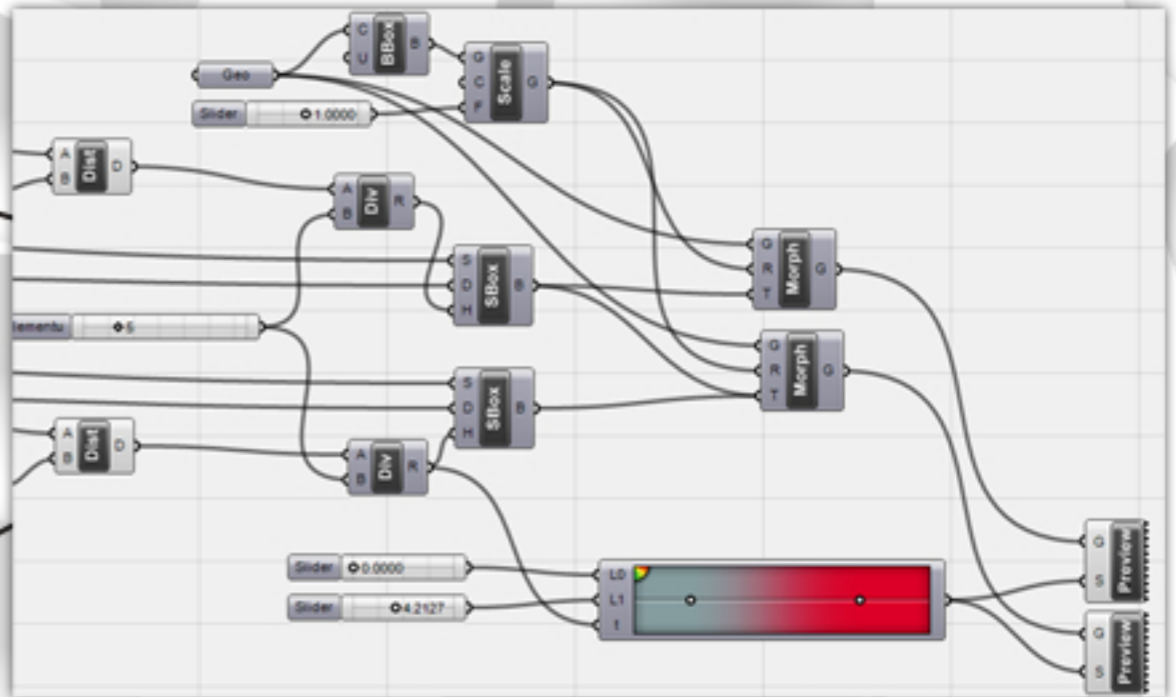 BBox
C
U
B
Geo
Scale
G
C
F
G
Slider
1.0000
Dist
A
B
D
Div
A
B
R
SBox
S
D
H
B
Morph
G
R
T
G
lementu
5
Morph
G
R
T
G
SBox
S
D
H
B
Dist
A
B
D
Div
A
B
R
Slider
0.0000
Slider
4.2127
L0
L1
t
Preview
G
S
Preview
G
S